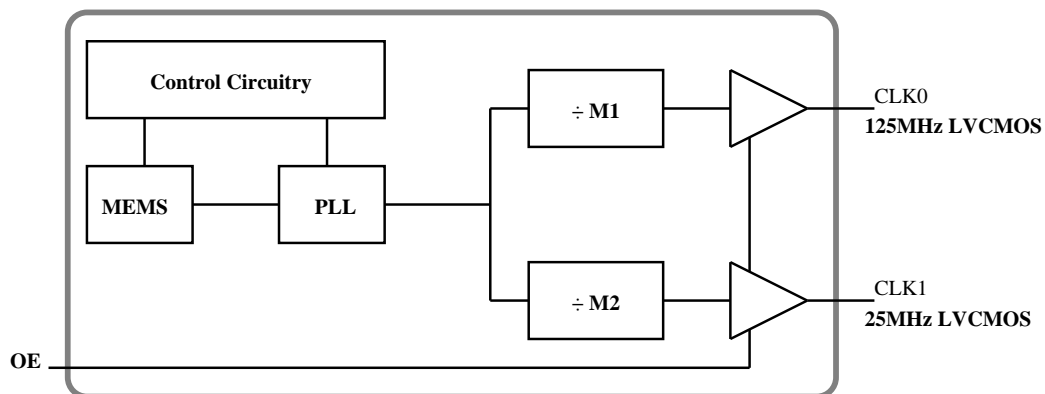 Control Circuitry
MEMS
PLL
÷ M1
÷ M2
CLK0
125MHz LVCMOS
CLK1
25MHz LVCMOS
OE